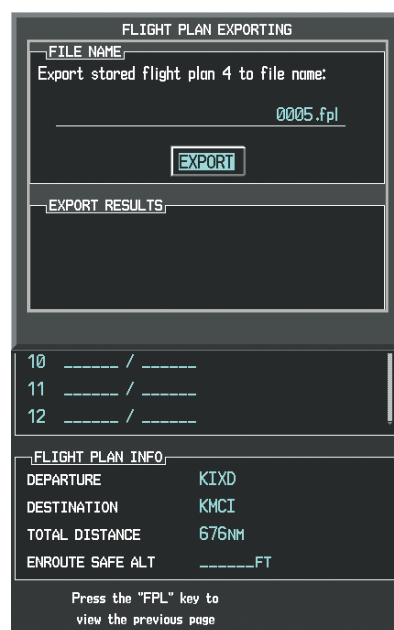 FLIGHT PLAN EXPORTING
FILE NAME
Export stored flight plan 4 to file name:
0005.fpl
EXPORT
EXPORT RESULTS
10 ______ / ______
11 ______ / ______
12 ______ / ______
FLIGHT PLAN INFO
DEPARTURE KIXD
DESTINATION KMCI
TOTAL DISTANCE 676NM
ENROUTE SAFE ALT ______FT
Press the "FPL" key to
view the previous page